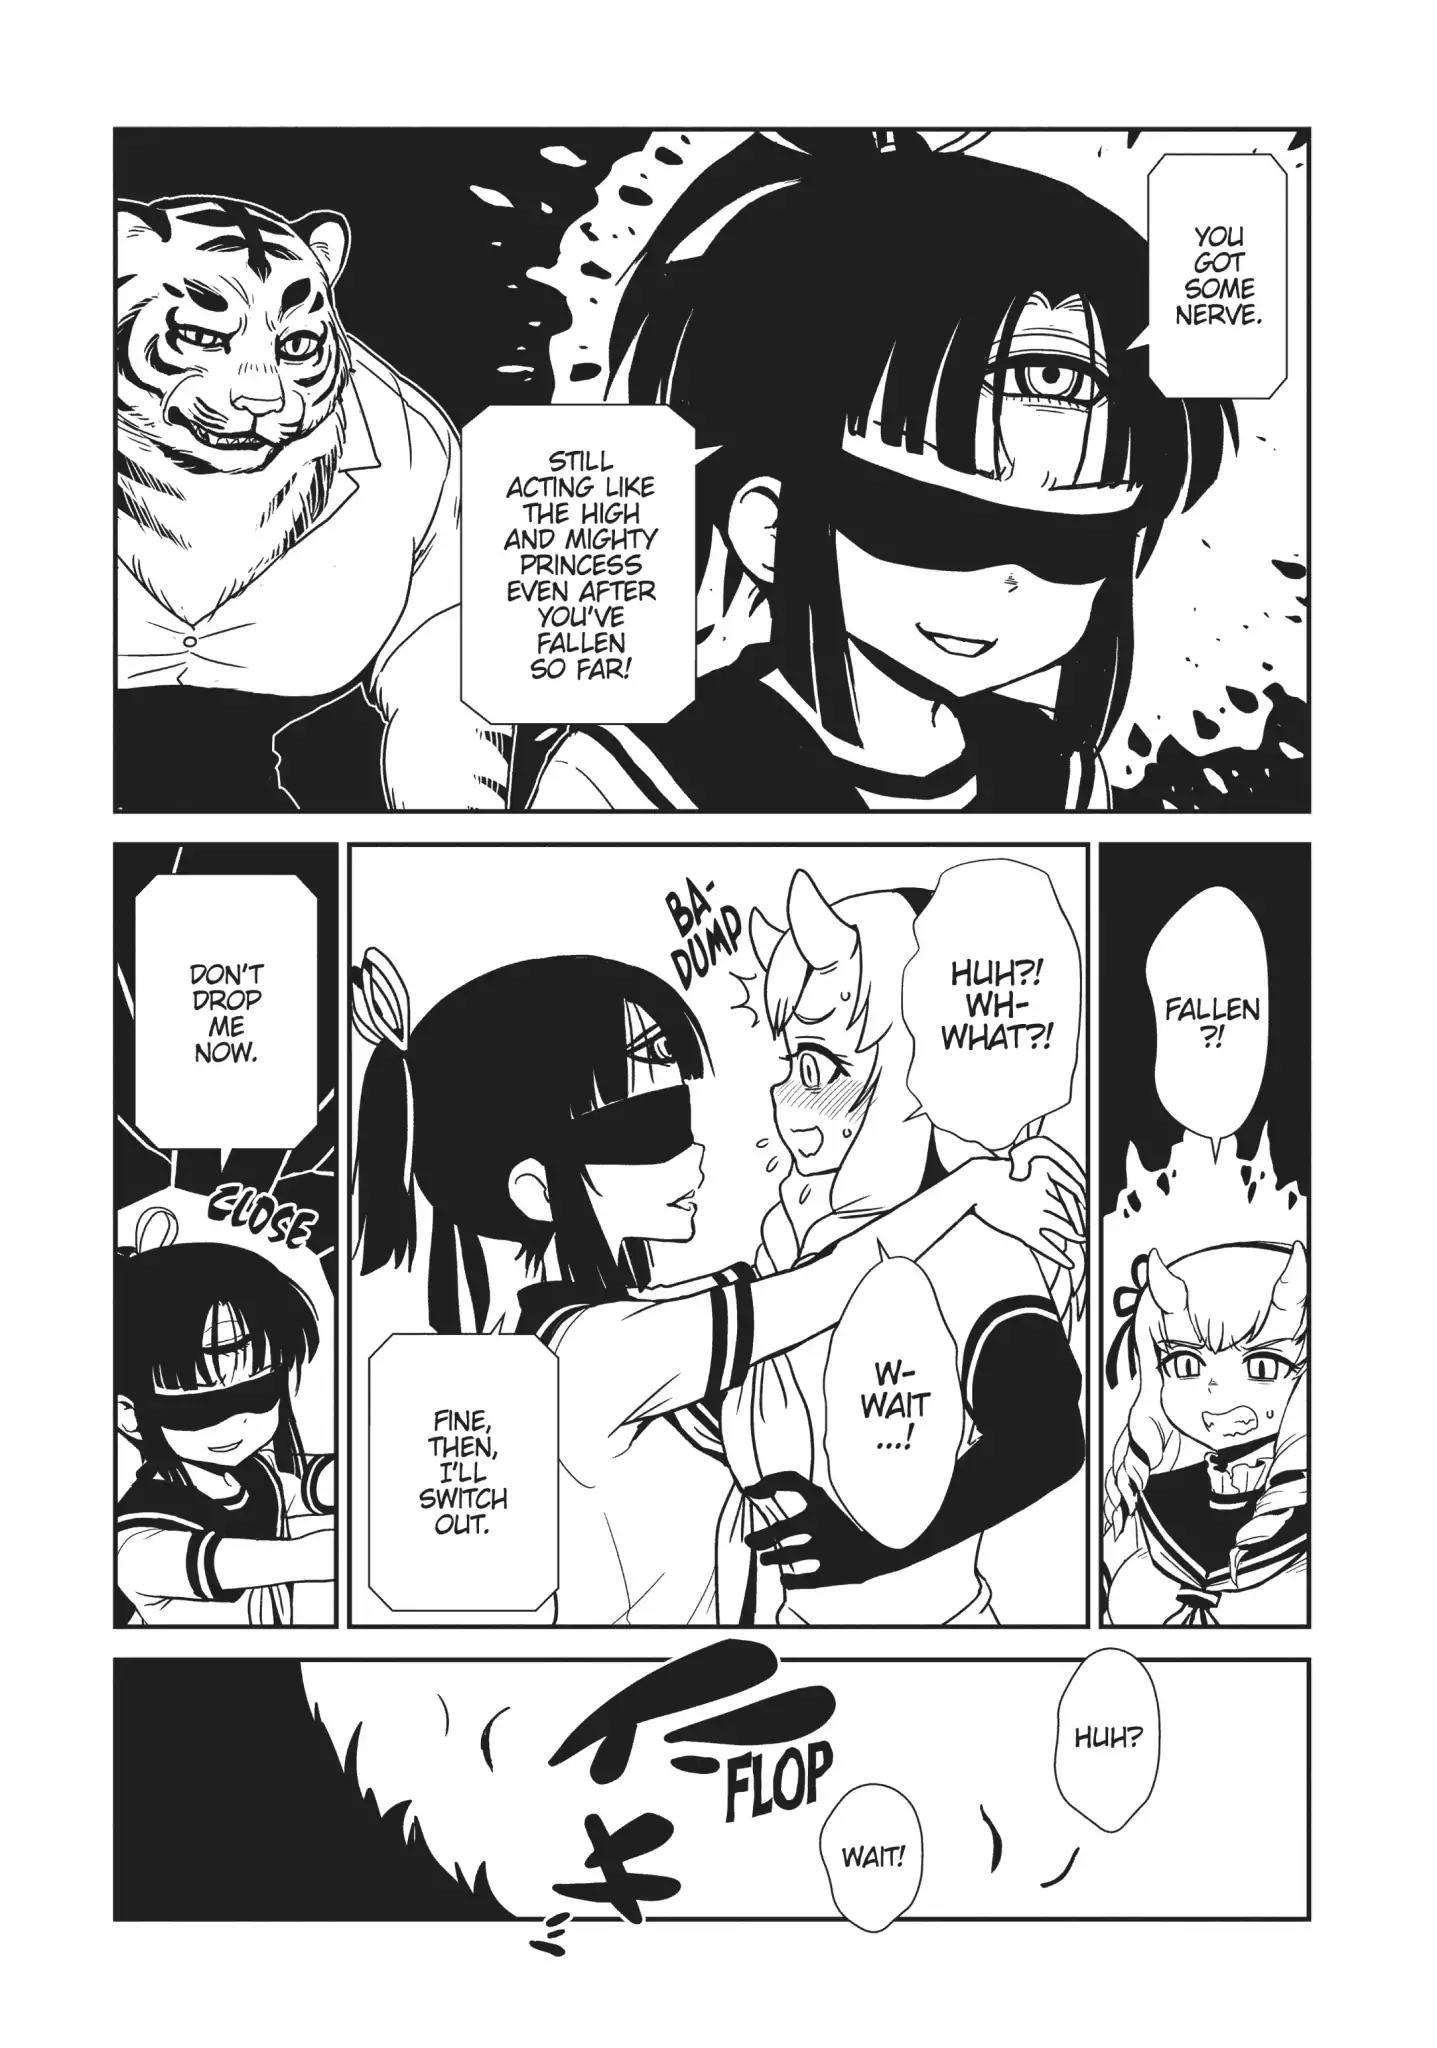 YOU
GOT
SOME
NERVE.
STILL
ACTING LIKE
THE HIGH
AND MIGHTY
PRINCESS
EVEN AFTER
YOU'VE
FALLEN
SO FAR!
FALLEN
?!
HUH?!
WH-
WHAT?!
BA-
DUMP
W-
WAIT
...!
FINE,
THEN,
I'LL
SWITCH
OUT.
DON'T
DROP
ME
NOW.
CLOSE
HUH?
FLOP
WAIT!